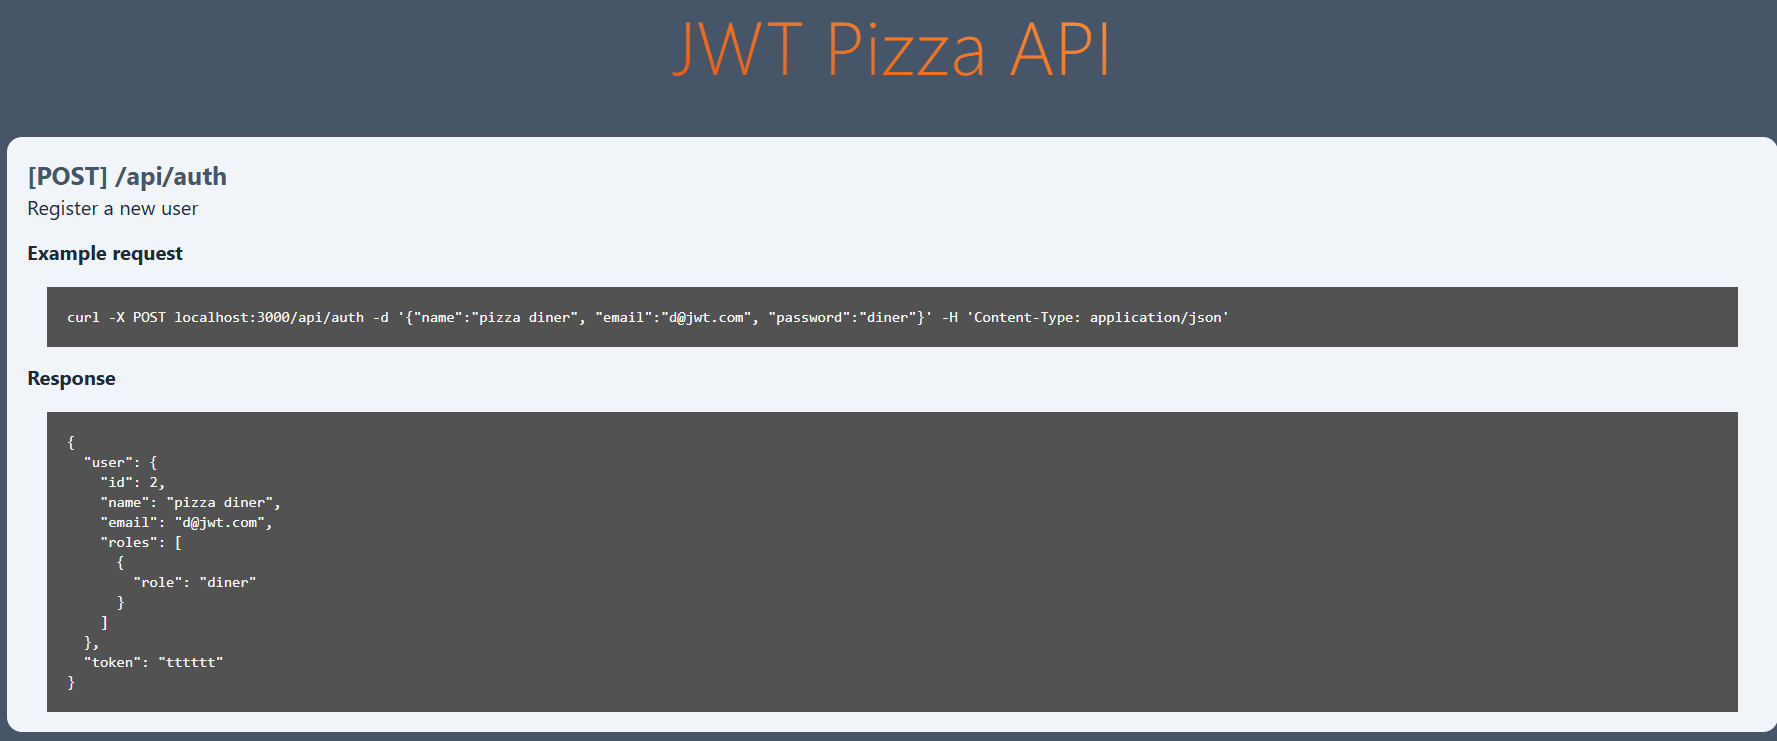 JWT Pizza API
[POST] /api/auth
Register a new user
Example request
curl -X POST localhost:3000/api/auth -d '{"name":"pizza diner", "email":"d@jwt.com", "password":"diner"}' -H 'Content-Type: application/json'
Response
{
  "user": {
    "id": 2,
    "name": "pizza diner",
    "email": "d@jwt.com",
    "roles": [
      {
        "role": "diner"
      }
    ]
  },
  "token": "tttttt"
}